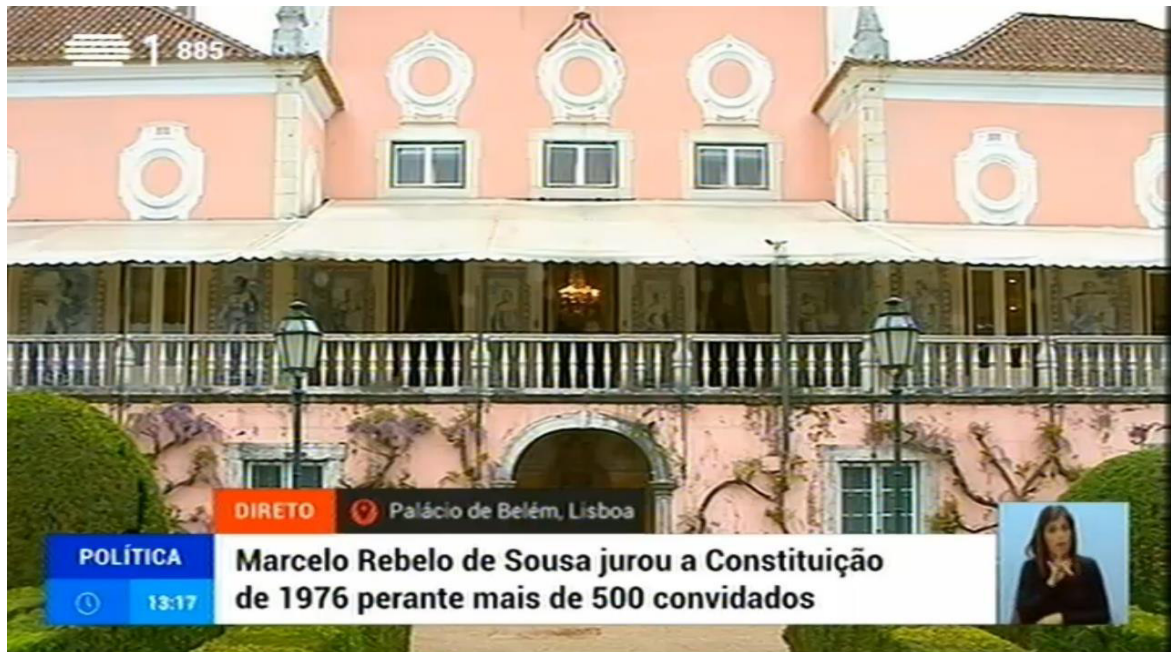 1 885
DIRETO
Palácio de Belém, Lisboa
POLÍTICA
Marcelo Rebelo de Sousa jurou a Constituição
13:17
de 1976 perante mais de 500 convidados